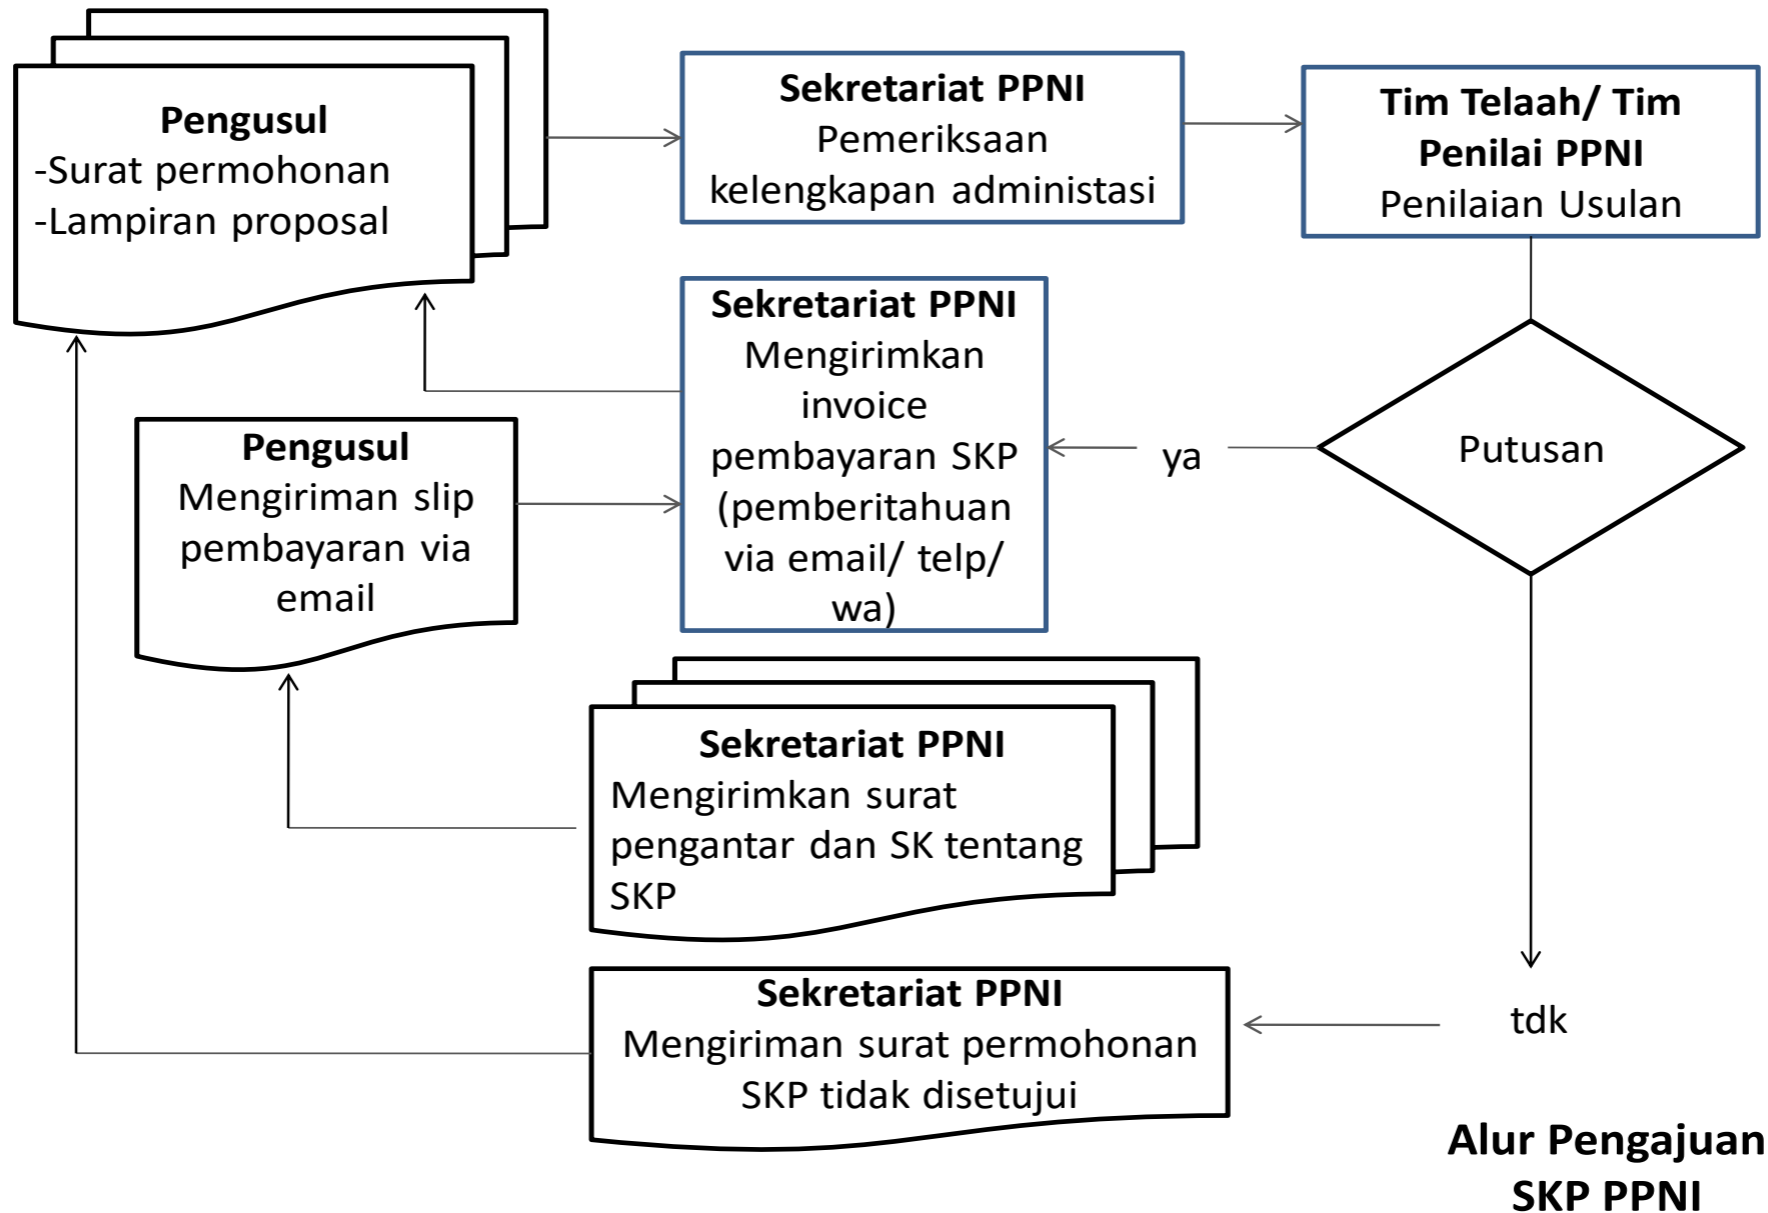 Pengusul
-Surat permohonan
-Lampiran proposal
Sekretariat PPNI
Pemeriksaan
kelengkapan administasi
Tim Telaah/ Tim
Penilai PPNI
Penilaian Usulan
Sekretariat PPNI
Mengirimkan
invoice
pembayaran SKP
(pemberitahuan
via email/ telp/
wa)
ya
Putusan
Pengusul
Mengiriman slip
pembayaran via
email
Sekretariat PPNI
Mengirimkan surat
pengantar dan SK tentang
SKP
Sekretariat PPNI
Mengiriman surat permohonan
SKP tidak disetujui
tdk
Alur Pengajuan
SKP PPNI